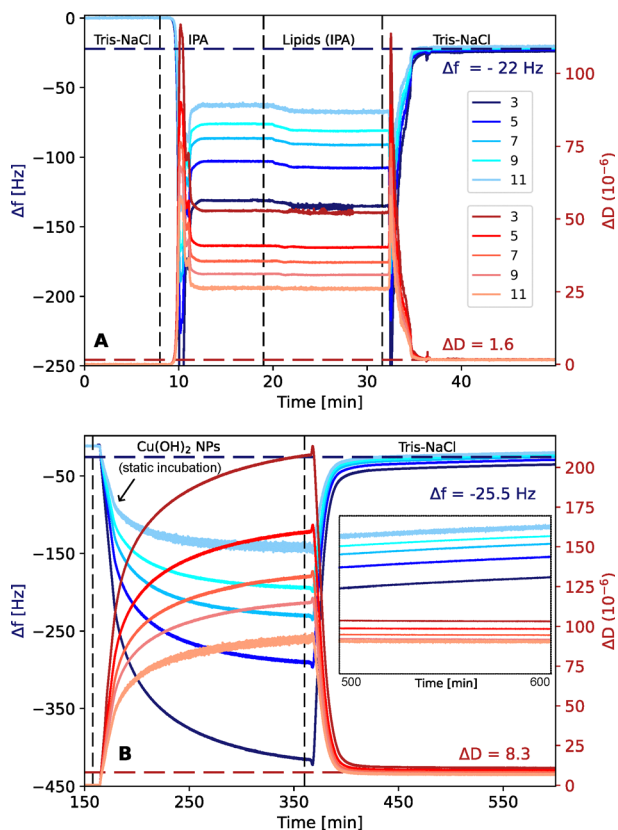 0
Tris-NaCl
IPA
Lipids (IPA)
Tris-NaCl
Δf = - 22 Hz
−50
−100
−150
−200
−250
Δf [Hz]
3
5
7
9
11
3
5
7
9
11
100
75
50
25
0
ΔD (10⁻⁶)
A
ΔD = 1.6
0
10
20
30
40
Time [min]
Cu(OH)₂ NPs
Tris-NaCl
(static incubation)
Δf = -25.5 Hz
−50
−150
−250
−350
−450
Δf [Hz]
200
175
150
125
100
75
50
25
0
ΔD (10⁻⁶)
500
600
Time [min]
B
ΔD = 8.3
150
250
350
450
550
Time [min]